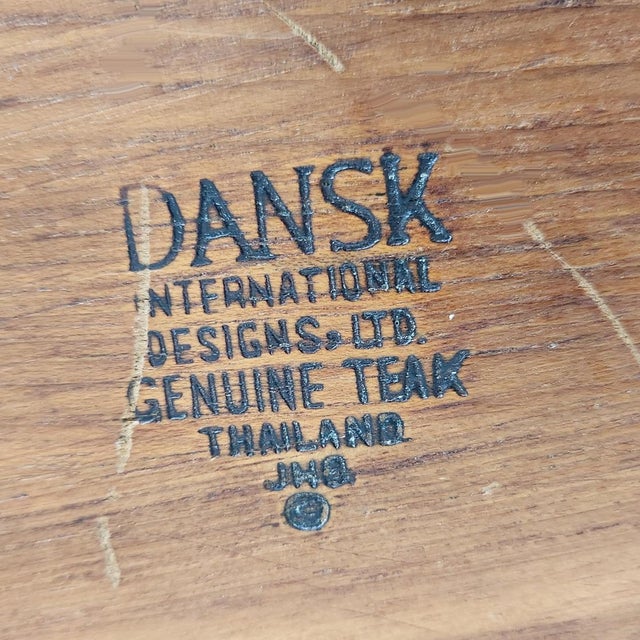 DANSK
INTERNATIONAL
DESIGNS, LTD.
GENUINE TEAK
THAILAND
JHQ.
©